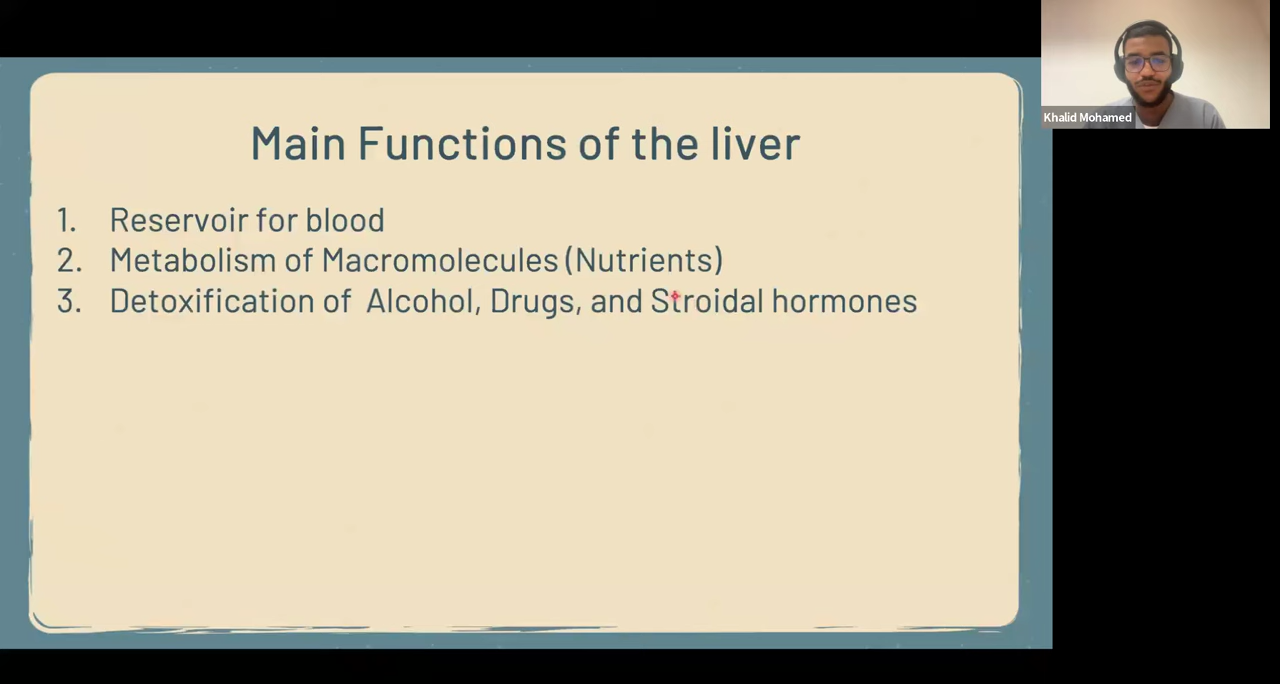 Main Functions of the liver
1. Reservoir for blood
2. Metabolism of Macromolecules (Nutrients)
3. Detoxification of Alcohol, Drugs, and Stroidal hormones
Khalid Mohamed